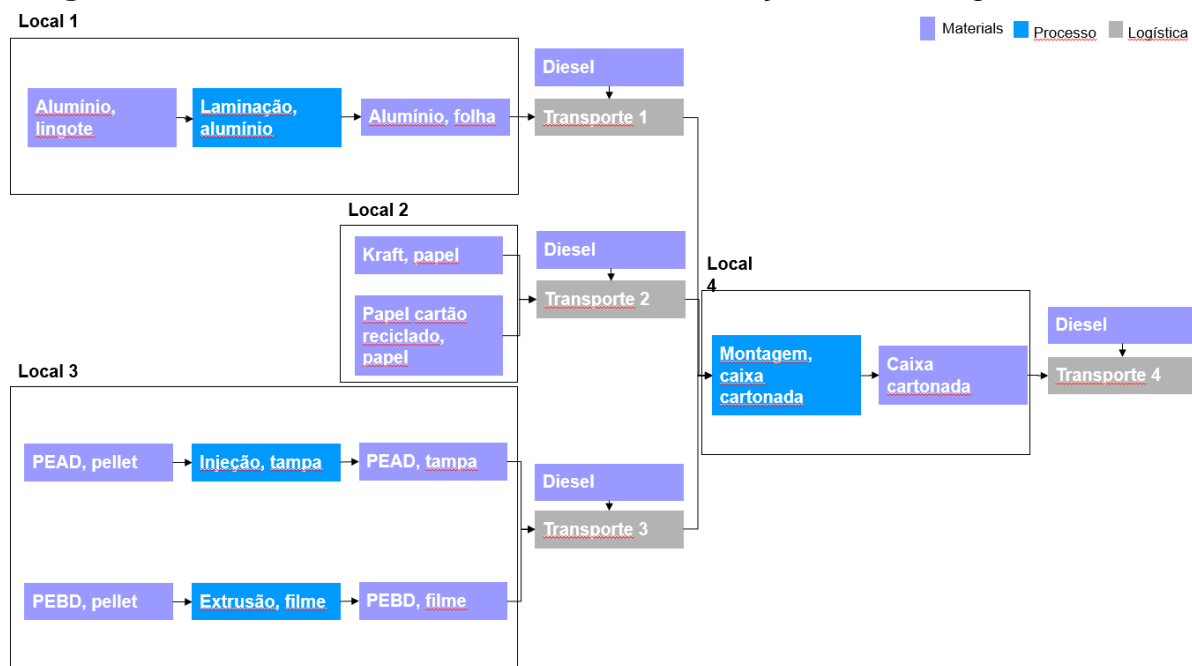 Local 1
Materials
Processo
Logística
Diesel
Alumínio,
lingote
Laminação,
alumínio
Alumínio, folha
Transporte 1
Local 2
Kraft, papel
Diesel
Local
4
Papel cartão
reciclado,
papel
Transporte 2
Diesel
Montagem,
caixa
cartonada
Caixa
cartonada
Transporte 4
Local 3
PEAD, pellet
Injeção, tampa
PEAD, tampa
Diesel
Transporte 3
PEBD, pellet
Extrusão, filme
PEBD, filme